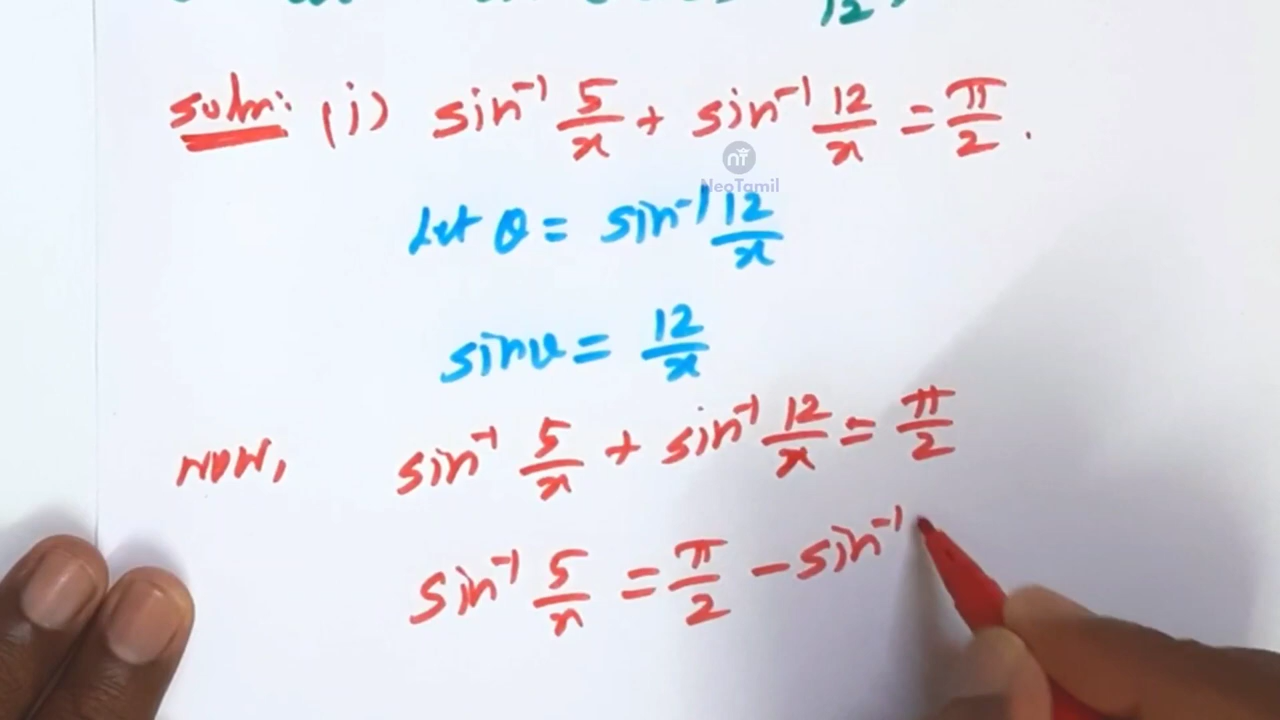 12
Soln: (i) sin⁻¹ 5/x + sin⁻¹ 12/x = π/2.
NeoTamil
Let θ = sin⁻¹ 12/x
sinθ = 12/x
Now, sin⁻¹ 5/x + sin⁻¹ 12/x = π/2
sin⁻¹ 5/x = π/2 − sin⁻¹